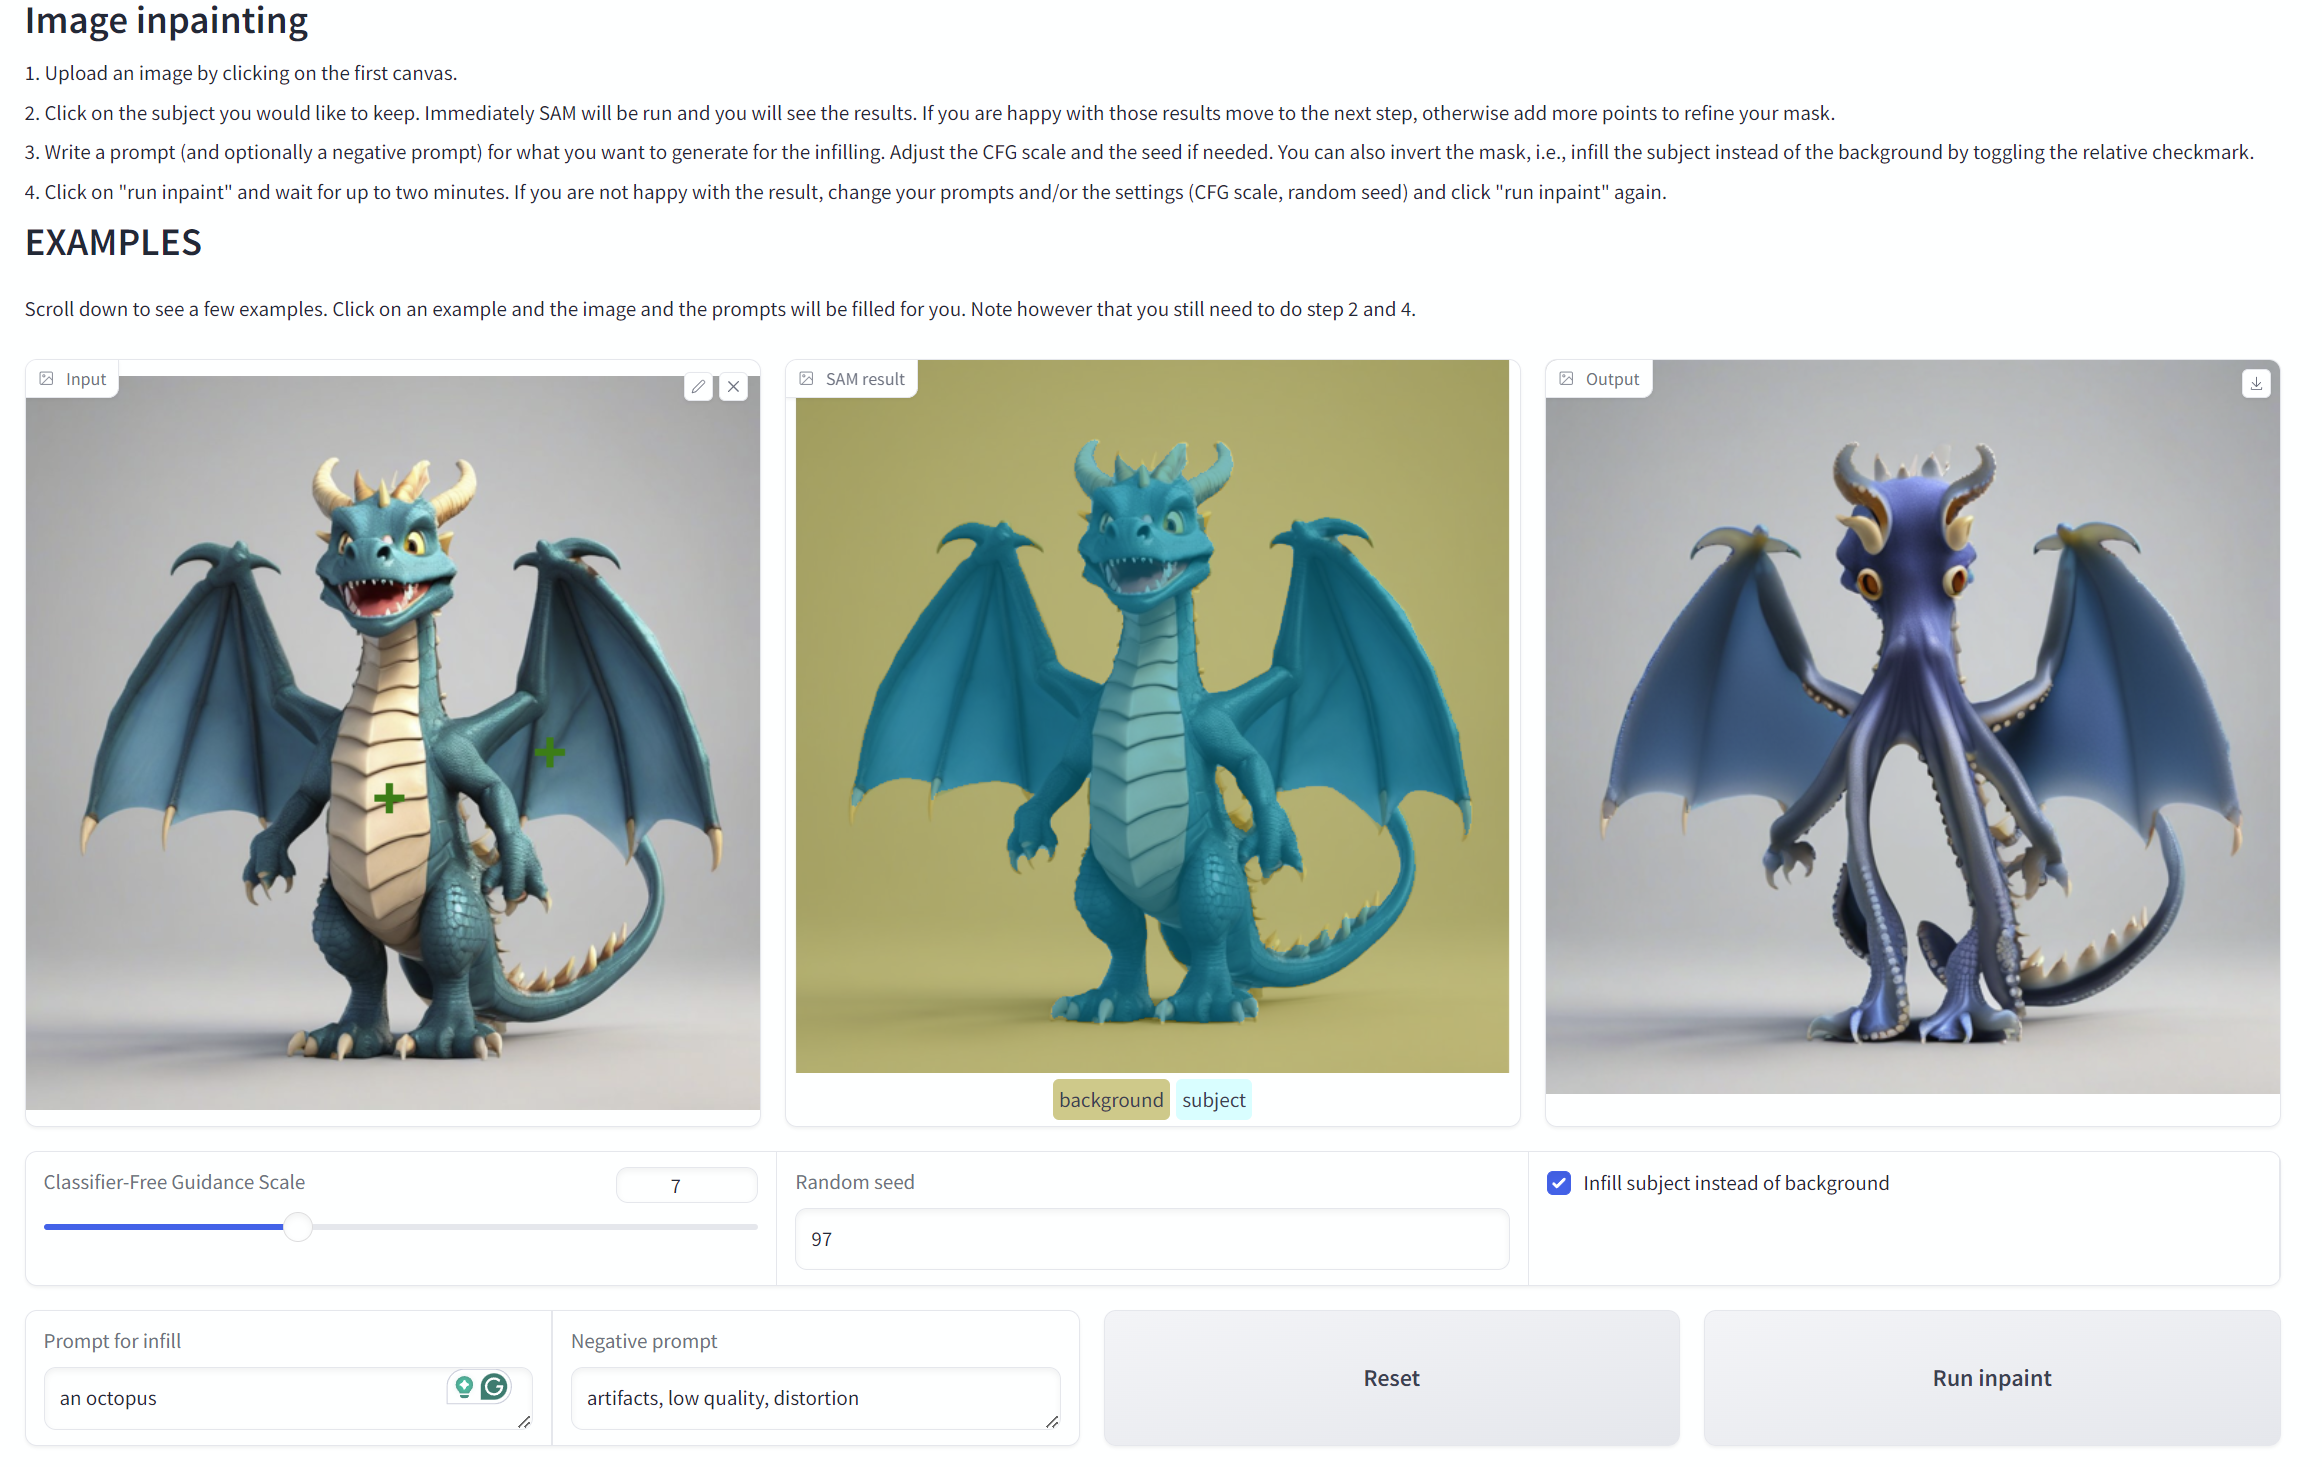 Image inpainting
1. Upload an image by clicking on the first canvas.
2. Click on the subject you would like to keep. Immediately SAM will be run and you will see the results. If you are happy with those results move to the next step, otherwise add more points to refine your mask.
3. Write a prompt (and optionally a negative prompt) for what you want to generate for the infilling. Adjust the CFG scale and the seed if needed. You can also invert the mask, i.e., infill the subject instead of the background by toggling the relative checkmark.
4. Click on "run inpaint" and wait for up to two minutes. If you are not happy with the result, change your prompts and/or the settings (CFG scale, random seed) and click "run inpaint" again.
EXAMPLES
Scroll down to see a few examples. Click on an example and the image and the prompts will be filled for you. Note however that you still need to do step 2 and 4.
Input
SAM result
Output
background subject
Classifier-Free Guidance Scale
7
Random seed
97
Infill subject instead of background
Prompt for infill
an octopus
Negative prompt
artifacts, low quality, distortion
Reset
Run inpaint